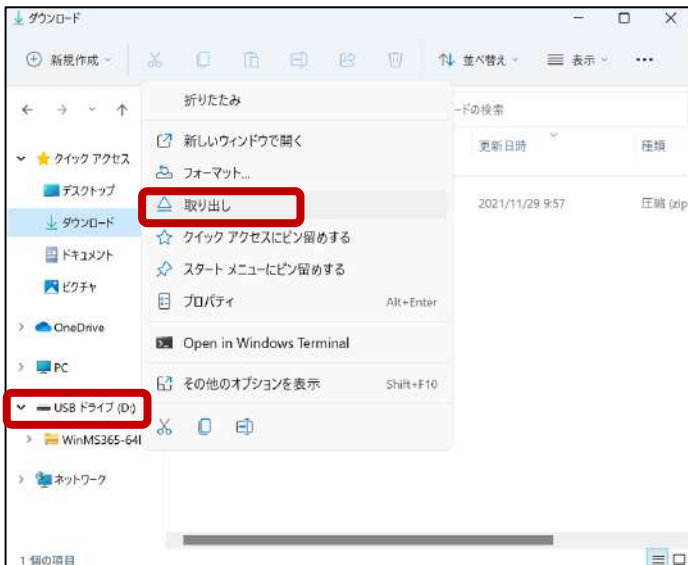 ダウンロード
新規作成
並べ替え
表示
折りたたみ
ードの検索
新しいウィンドウで開く
更新日時
種類
クイック アクセス
フォーマット...
デスクトップ
取り出し
2021/11/29 9:57
圧縮 (zip
ダウンロード
クイック アクセスにピン留めする
ドキュメント
スタート メニューにピン留めする
ピクチャ
プロパティ
Alt+Enter
OneDrive
Open in Windows Terminal
PC
その他のオプションを表示
Shift+F10
USB ドライブ (D:)
WinMS365-64
ネットワーク
1 個の項目